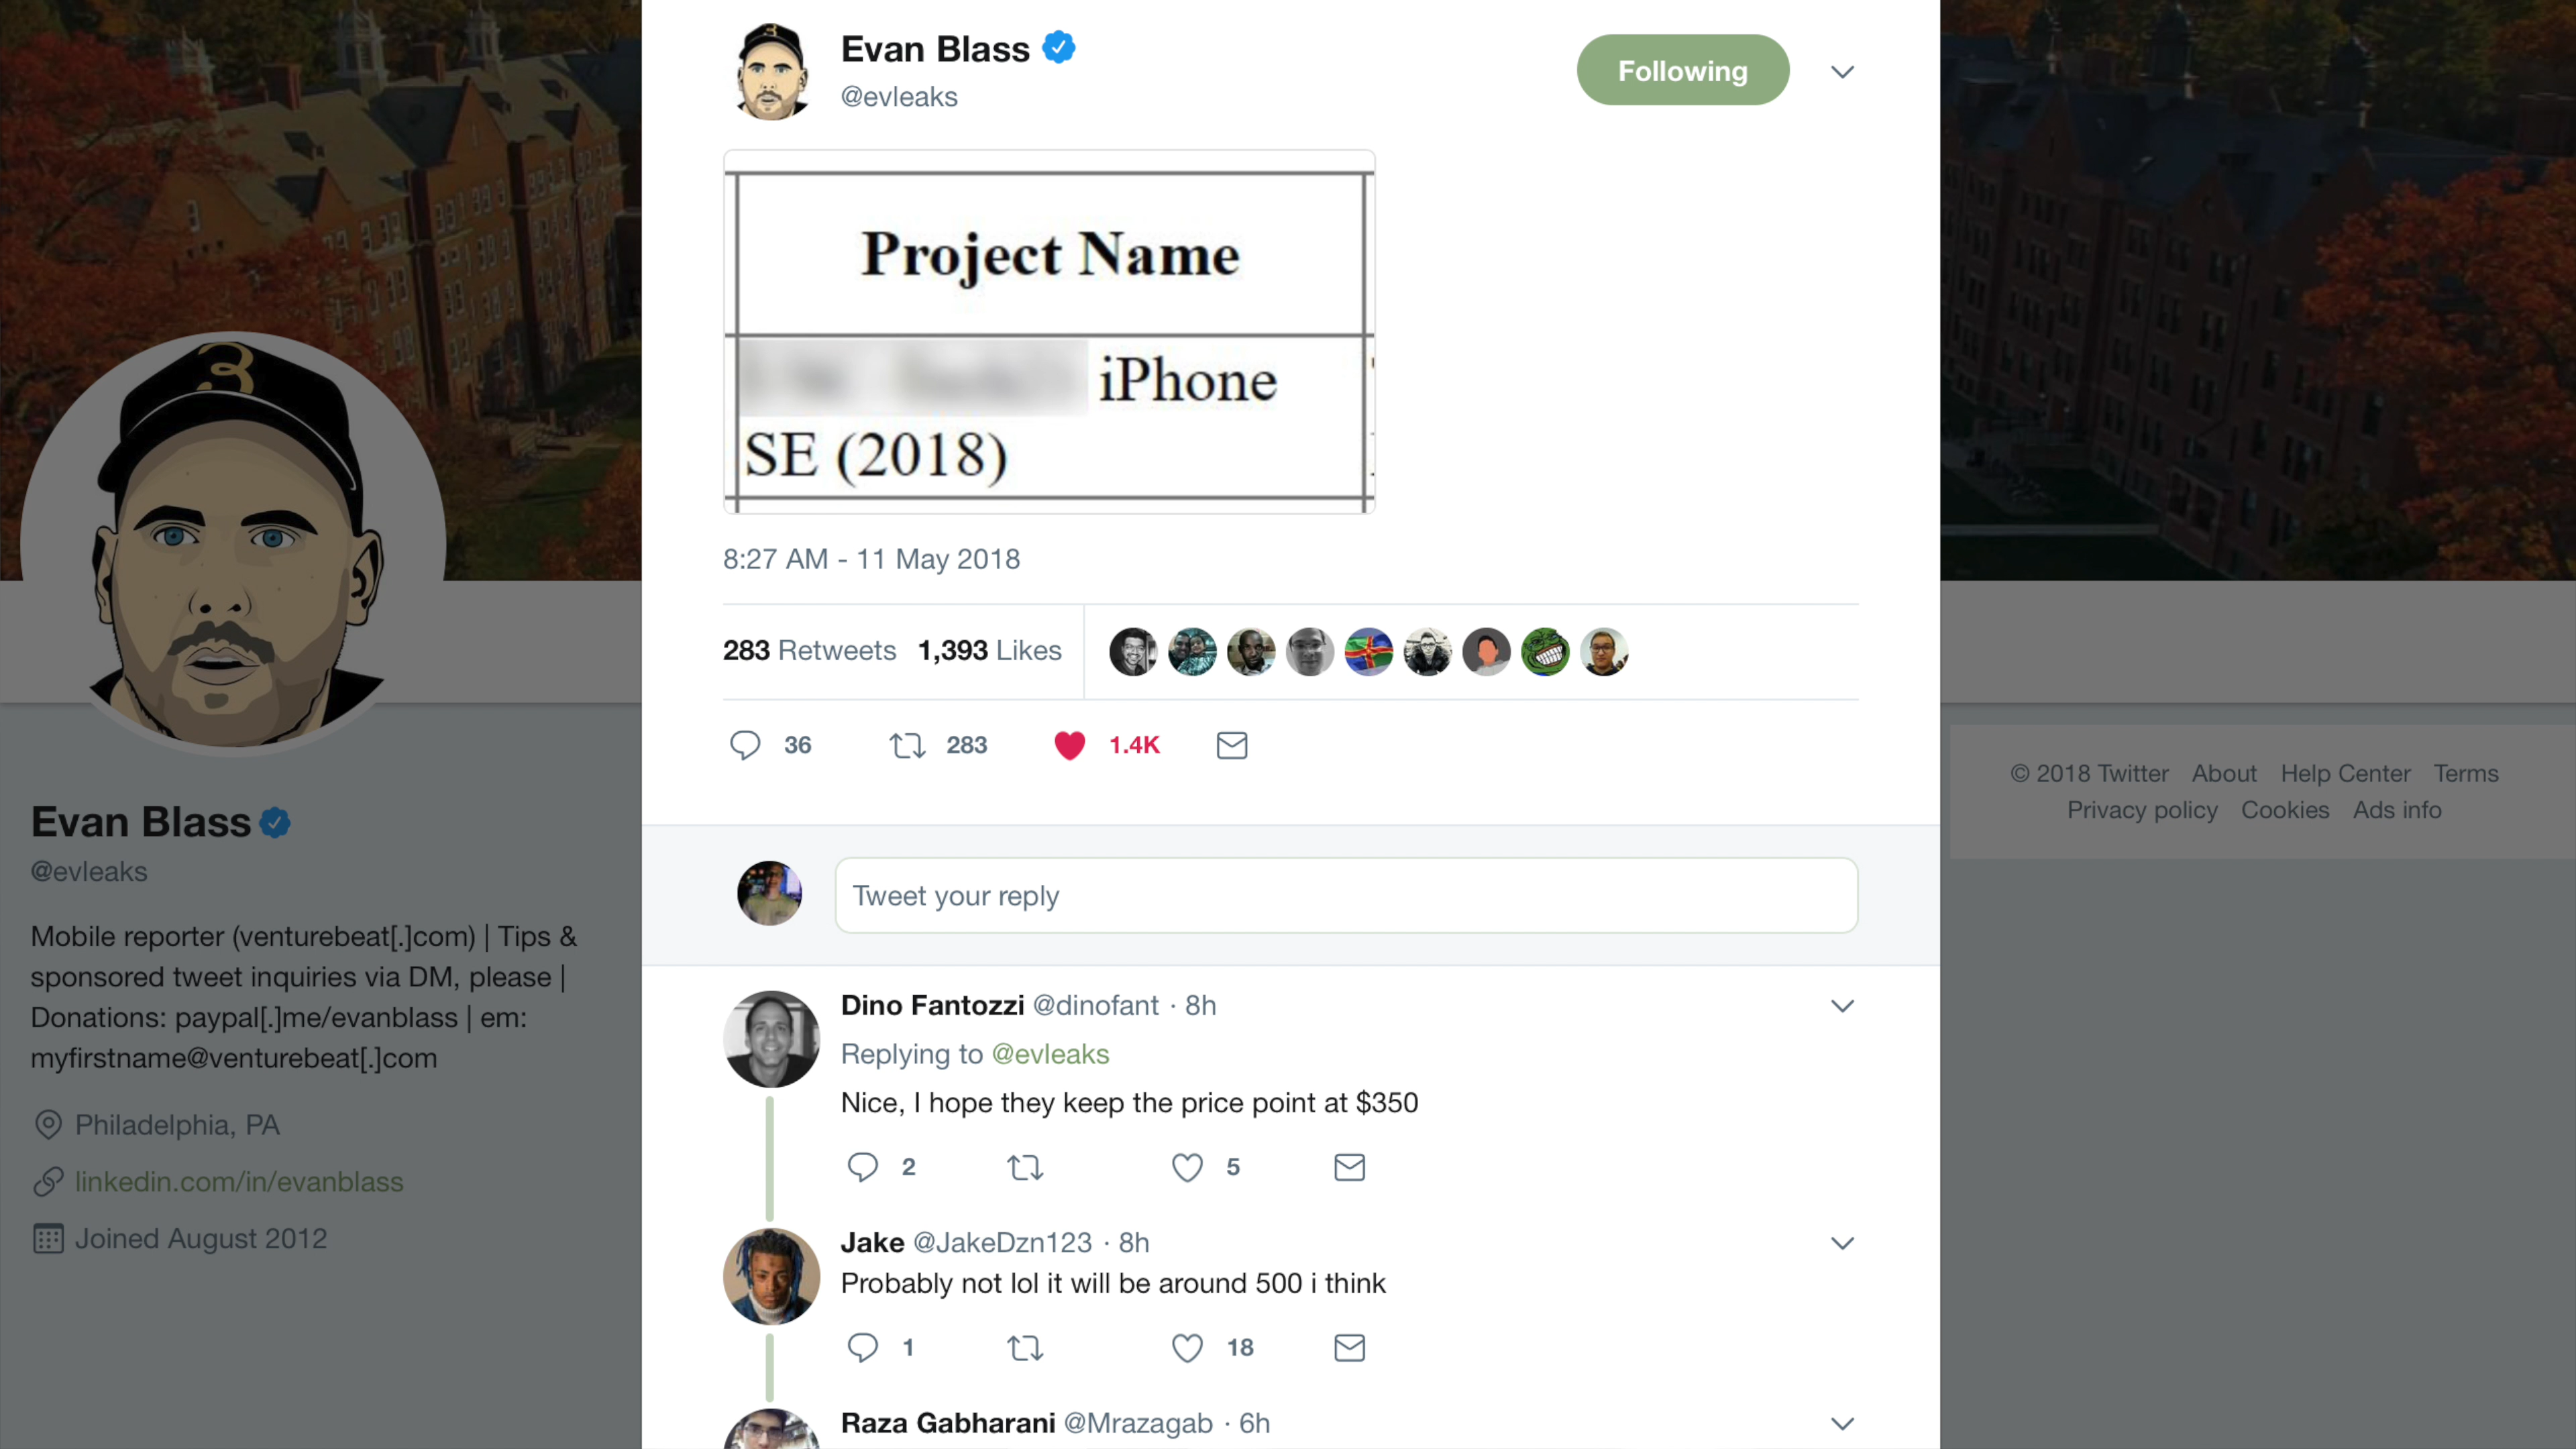 3
Evan Blass
@evleaks
Mobile reporter (venturebeat[.]com) | Tips &
sponsored tweet inquiries via DM, please |
Donations: paypal[.]me/evanblass | em:
myfirstname@venturebeat[.]com
Philadelphia, PA
linkedin.com/in/evanblass
Joined August 2012
3
Evan Blass
@evleaks
Following
Project Name
iPhone
SE (2018)
8:27 AM - 11 May 2018
283 Retweets 1,393 Likes
36 283 1.4K
Tweet your reply
Dino Fantozzi @dinofant · 8h
Replying to @evleaks
Nice, I hope they keep the price point at $350
2 5
Jake @JakeDzn123 · 8h
Probably not lol it will be around 500 i think
1 18
Raza Gabharani @Mrazagab · 6h
© 2018 Twitter About Help Center Terms
Privacy policy Cookies Ads info